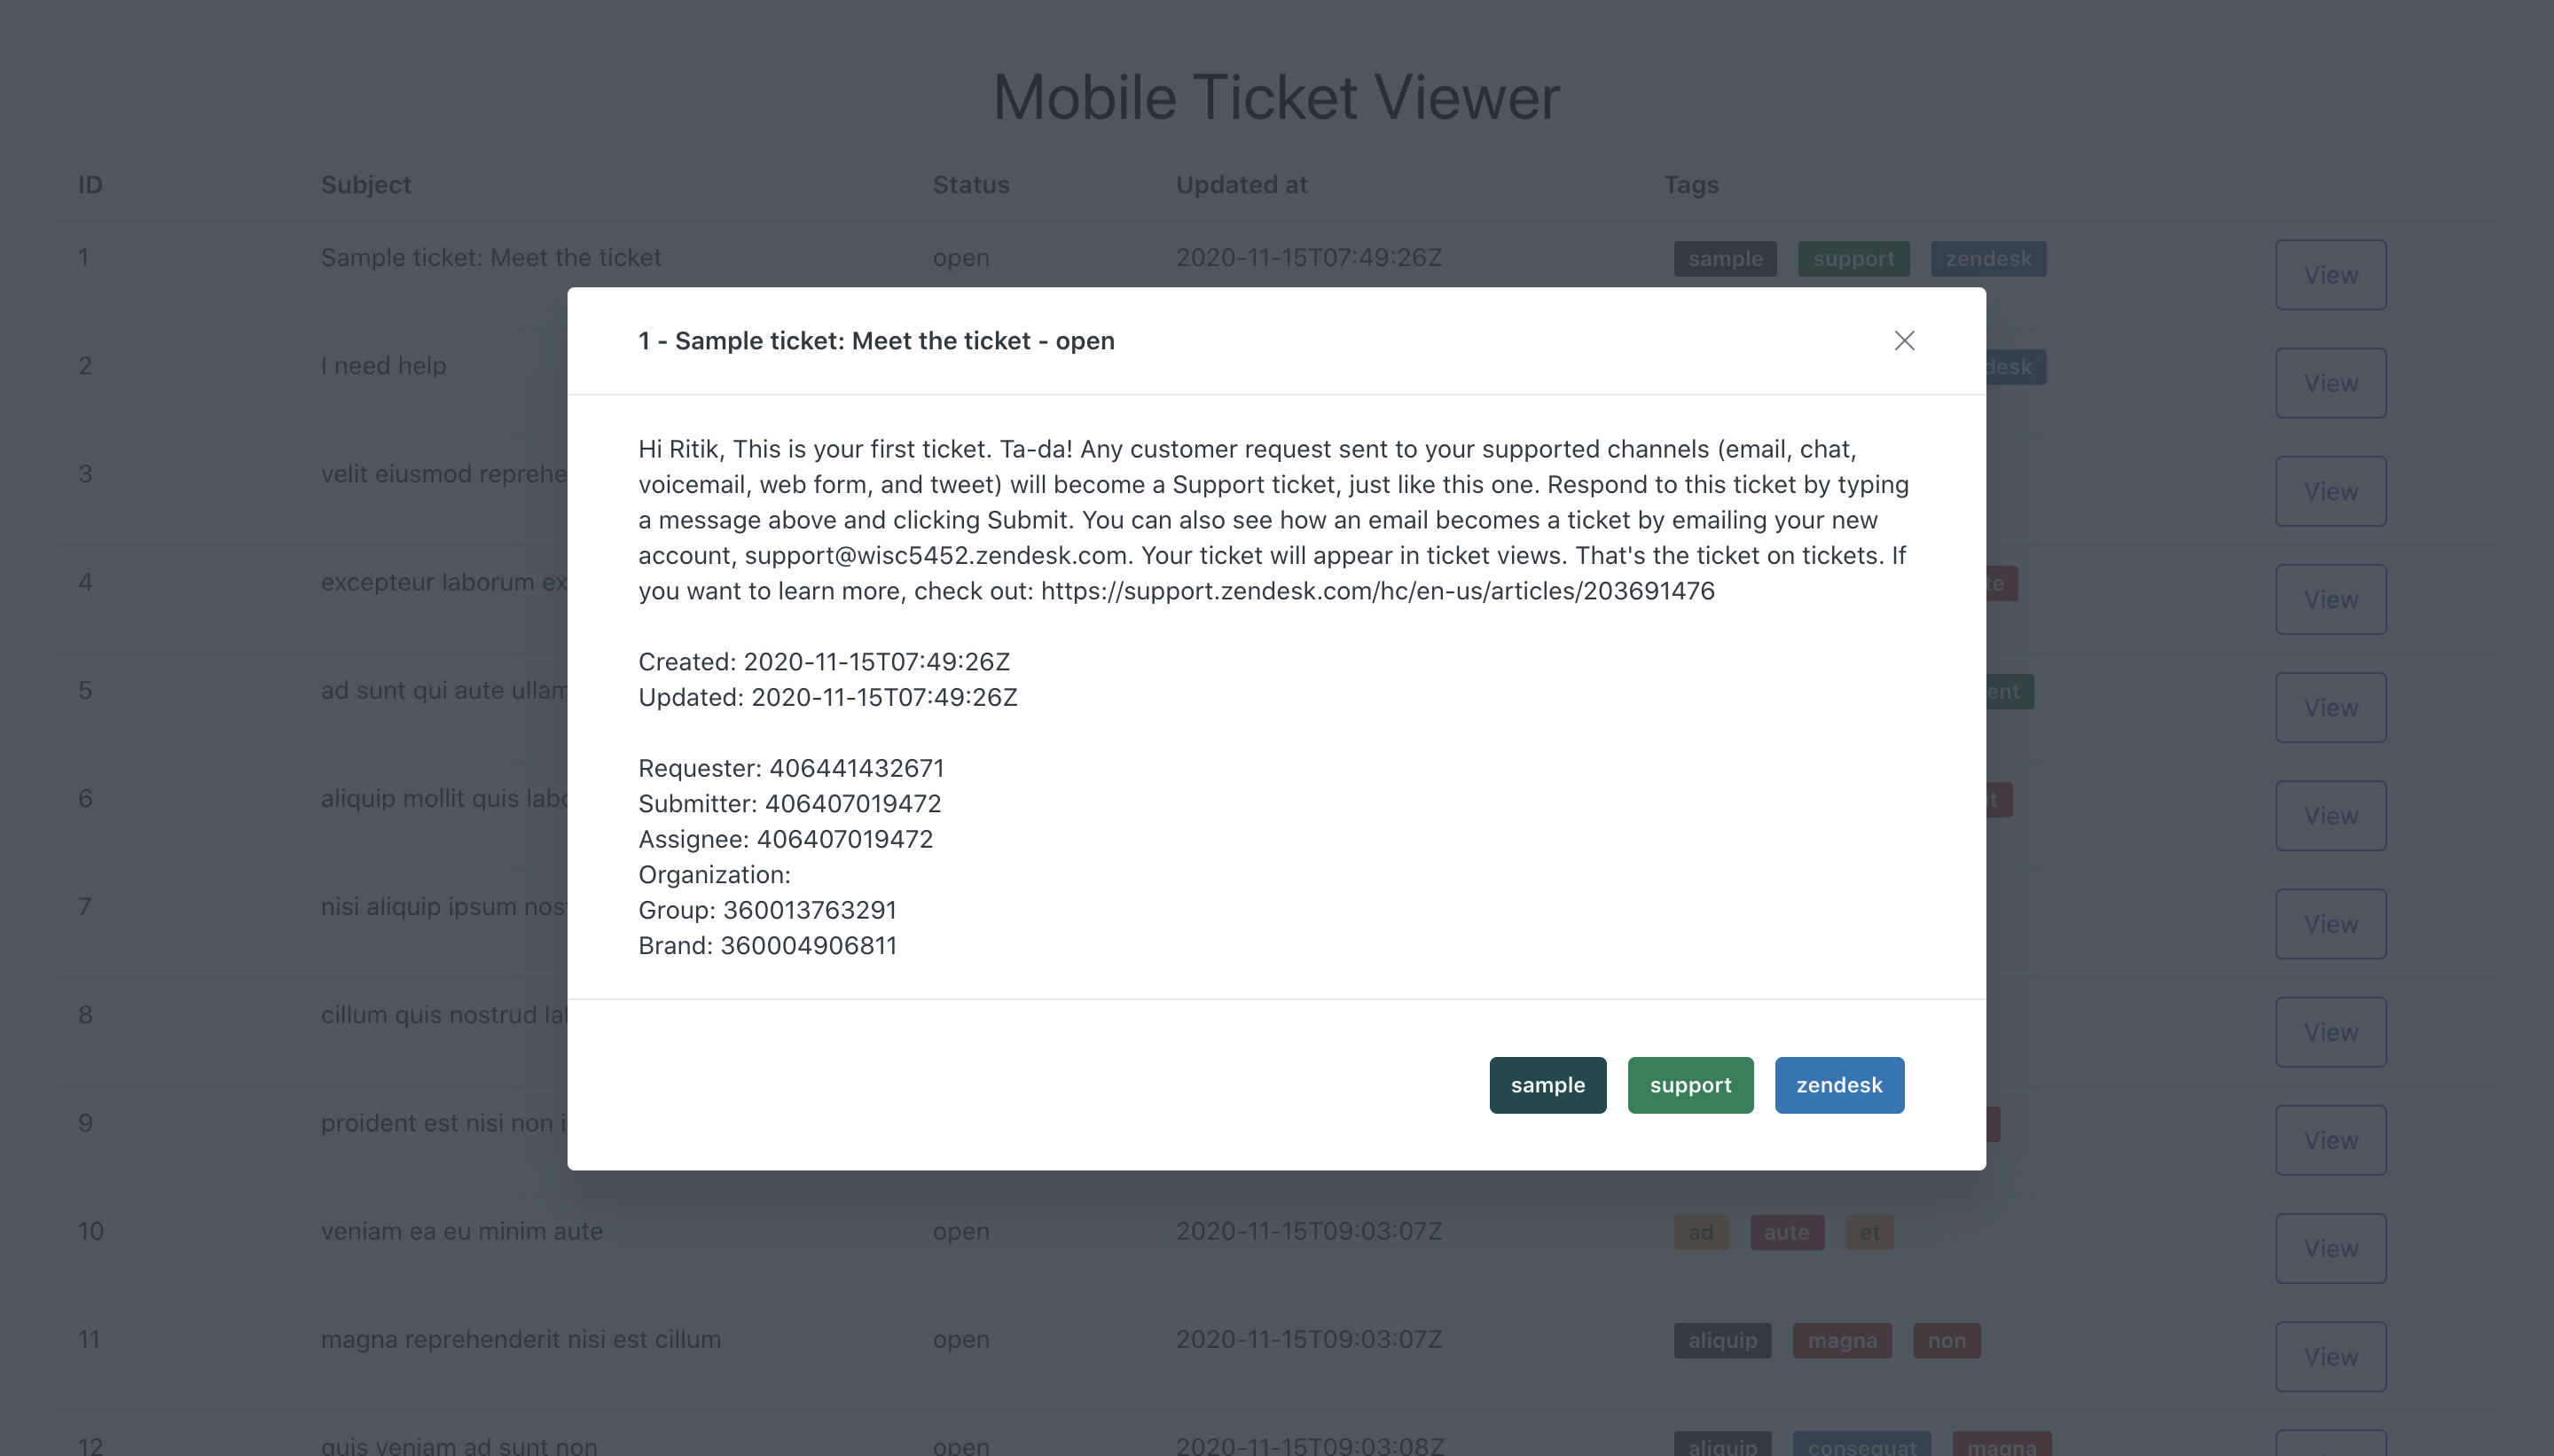 Mobile Ticket Viewer
ID Subject Status Updated at Tags
1 Sample ticket: Meet the ticket open 2020-11-15T07:49:26Z sample support zendesk View
1 - Sample ticket: Meet the ticket - open
2 I need help View
Hi Ritik, This is your first ticket. Ta-da! Any customer request sent to your supported channels (email, chat,
3 velit eiusmod View
voicemail, web form, and tweet) will become a Support ticket, just like this one. Respond to this ticket by typing
a message above and clicking Submit. You can also see how an email becomes a ticket by emailing your new
account, support@wisc5452.zendesk.com. Your ticket will appear in ticket views. That's the ticket on tickets. If
4 excepteur laborum View
you want to learn more, check out: https://support.zendesk.com/hc/en-us/articles/203691476
Created: 2020-11-15T07:49:26Z
5 ad sunt qui aute View
Updated: 2020-11-15T07:49:26Z
Requester: 406441432671
6 aliquip mollit quis View
Submitter: 406407019472
Assignee: 406407019472
Organization:
7 nisi aliquip ipsum View
Group: 360013763291
Brand: 360004906811
8 cillum quis nostrud View
sample support zendesk
9 proident est nisi non View
10 veniam ea eu minim aute open 2020-11-15T09:03:07Z ad aute et View
11 magna reprehenderit nisi est cillum open 2020-11-15T09:03:07Z aliquip magna non View
12 quis veniam ad sunt non open 2020-11-15T09:03:08Z aliquip consequat magna